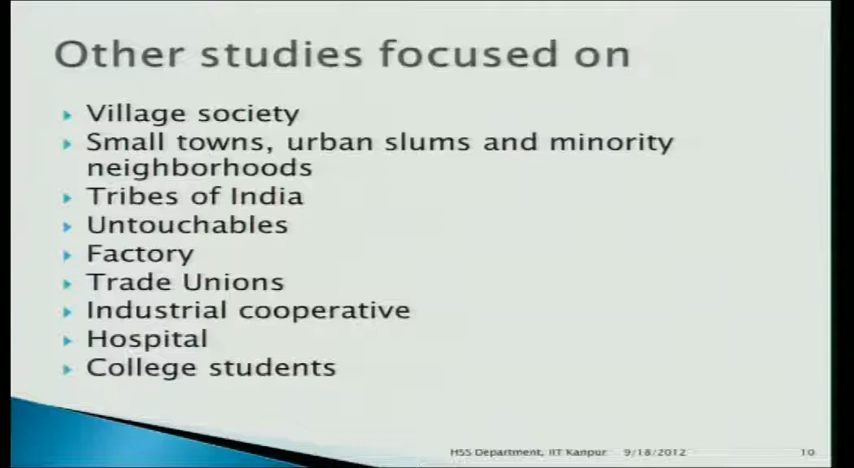 Other studies focused on
Village society
Small towns, urban slums and minority
neighborhoods
Tribes of India
Untouchables
Factory
Trade Unions
Industrial cooperative
Hospital
College students
HSS Department, IIT Kanpur 9/18/2012 10